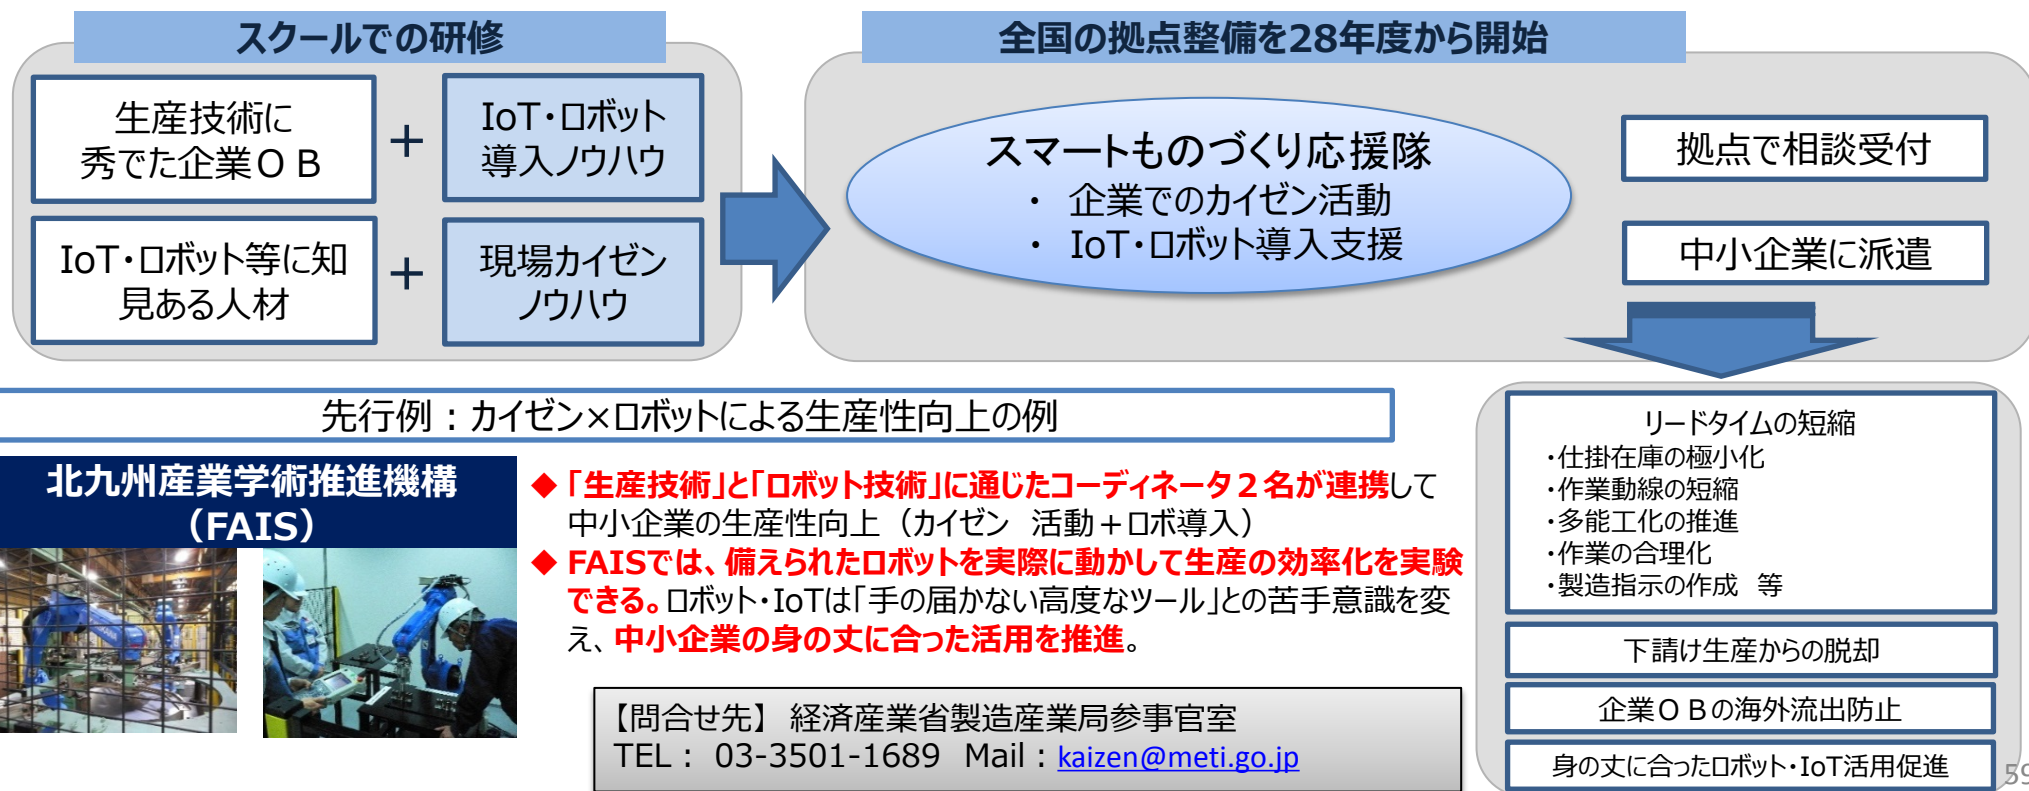 スクールでの研修
生産技術に
秀でた企業ＯＢ
＋
IoT・ロボット
導入ノウハウ
IoT・ロボット等に知
見ある人材
＋
現場カイゼン
ノウハウ
全国の拠点整備を28年度から開始
スマートものづくり応援隊
・ 企業でのカイゼン活動
・ IoT・ロボット導入支援
拠点で相談受付
中小企業に派遣
先行例：カイゼン×ロボットによる生産性向上の例
北九州産業学術推進機構
（FAIS）
◆「生産技術」と「ロボット技術」に通じたコーディネータ２名が連携して
中小企業の生産性向上（カイゼン 活動＋ロボ導入）
◆ FAISでは、備えられたロボットを実際に動かして生産の効率化を実験
できる。ロボット・IoTは「手の届かない高度なツール」との苦手意識を変
え、中小企業の身の丈に合った活用を推進。
【問合せ先】 経済産業省製造産業局参事官室
TEL： 03-3501-1689 Mail：kaizen@meti.go.jp
リードタイムの短縮
・仕掛在庫の極小化
・作業動線の短縮
・多能工化の推進
・作業の合理化
・製造指示の作成 等
下請け生産からの脱却
企業ＯＢの海外流出防止
身の丈に合ったロボット・IoT活用促進
59